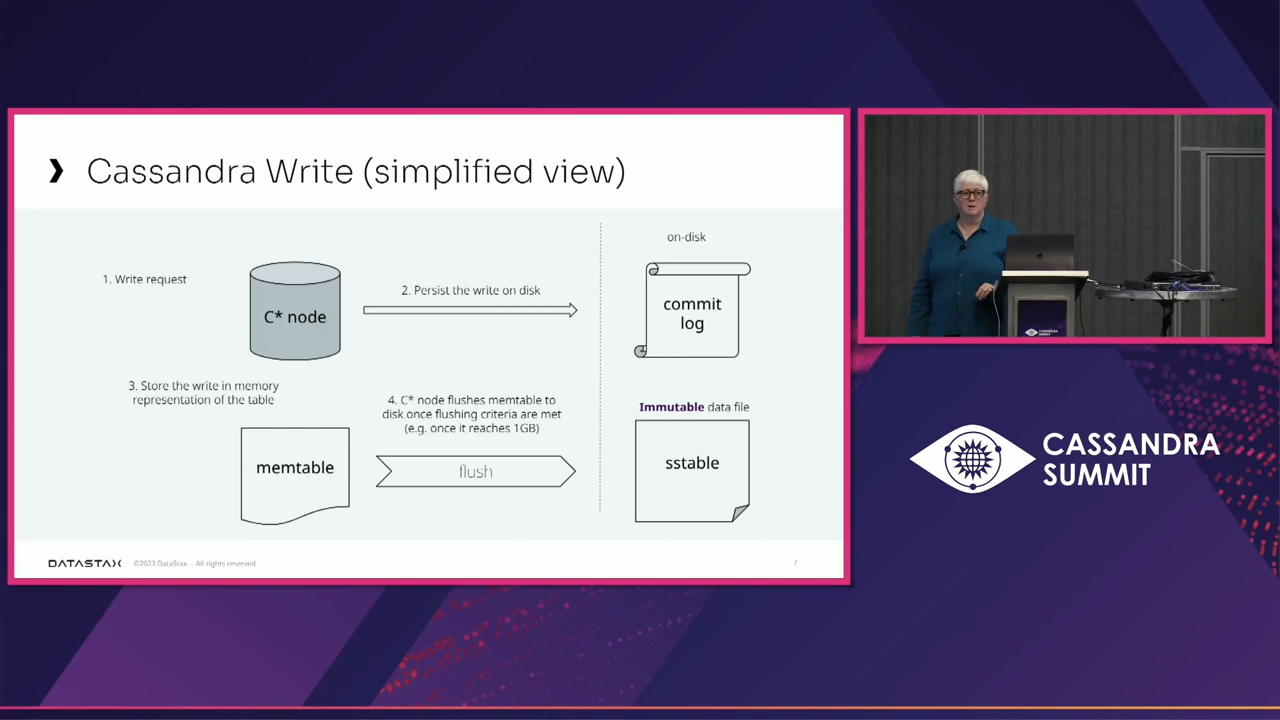 ❯ Cassandra Write (simplified view)
on-disk
1. Write request
C* node
2. Persist the write on disk
commit
log
3. Store the write in memory
representation of the table
4. C* node flushes memtable to
disk once flushing criteria are met
(e.g. once it reaches 1GB)
Immutable data file
memtable
flush
sstable
DATASTAX
©2023 DataStax. – All rights reserved
7
CASSANDRA
SUMMIT
CASSANDRA
SUMMIT